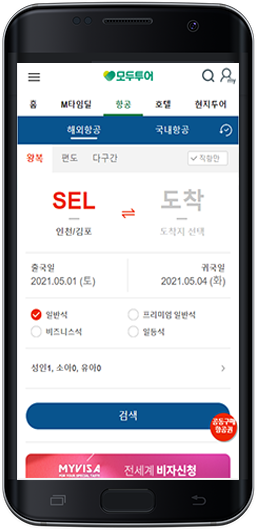 모두투어
my
홈 M타임딜 항공 호텔 현지투어
해외항공 국내항공
왕복 편도 다구간 직항만
SEL 도착
인천/김포 도착지 선택
출국일 귀국일
2021.05.01 (토) 2021.05.04 (화)
일반석 프리미엄 일반석
비즈니스석 일등석
성인1, 소아0, 유아0
검색
공동구매
항공권
MYVISA 전세계 비자신청
FOR YOUR SPECIAL TRIPS